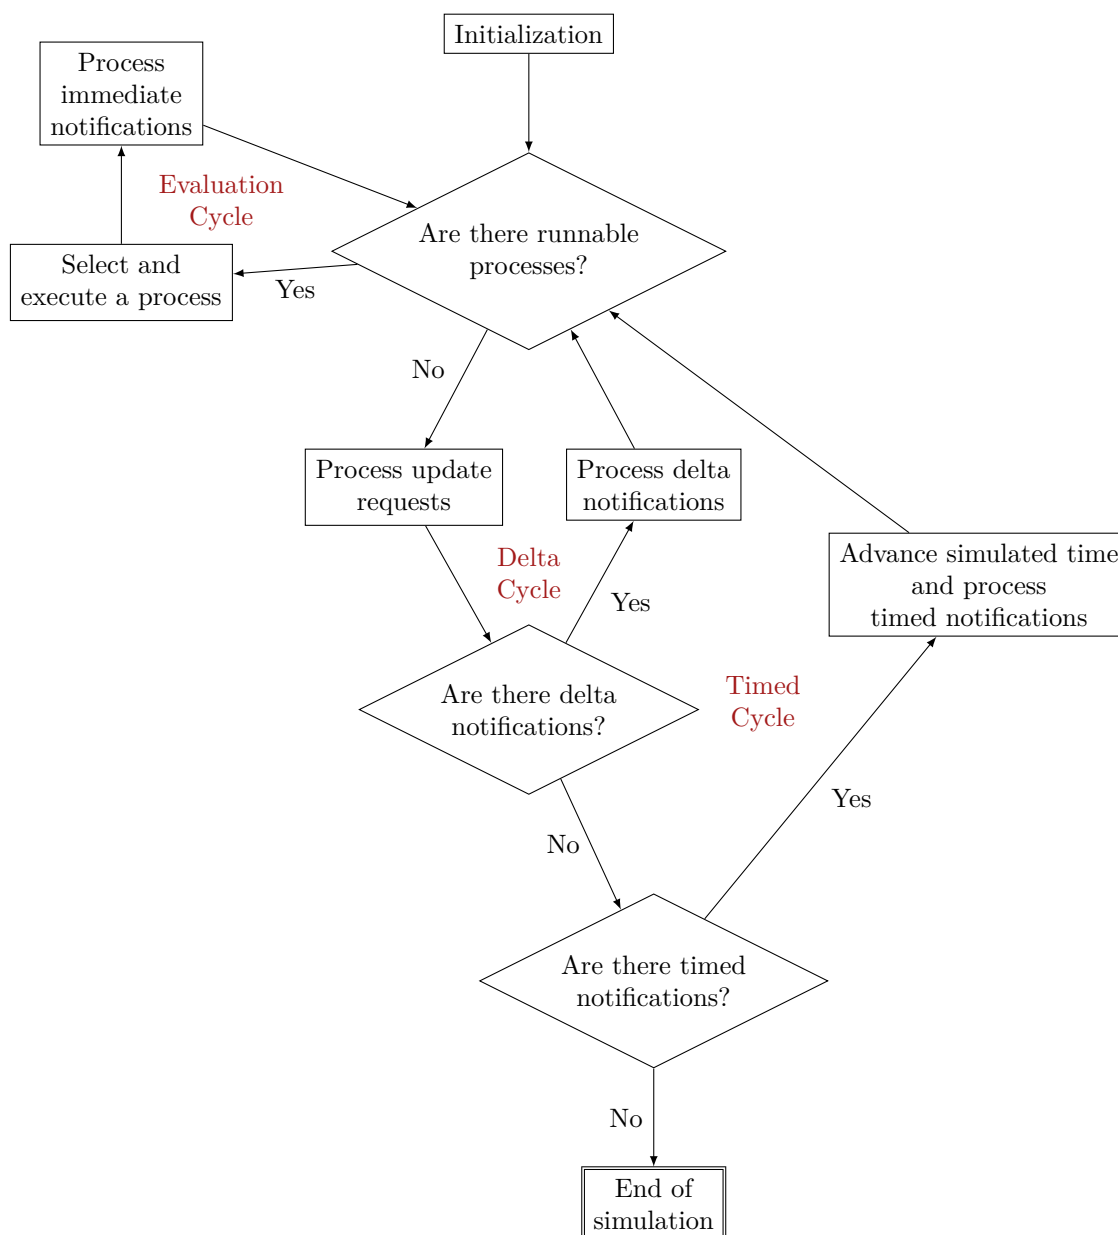 Initialization
Process
immediate
notifications
Evaluation
Cycle
Are there runnable
processes?
Select and
execute a process
Yes
No
Process update
requests
Process delta
notifications
Delta
Cycle
Advance simulated time
and process
timed notifications
Yes
Are there delta
notifications?
Timed
Cycle
Yes
No
Are there timed
notifications?
No
End of
simulation